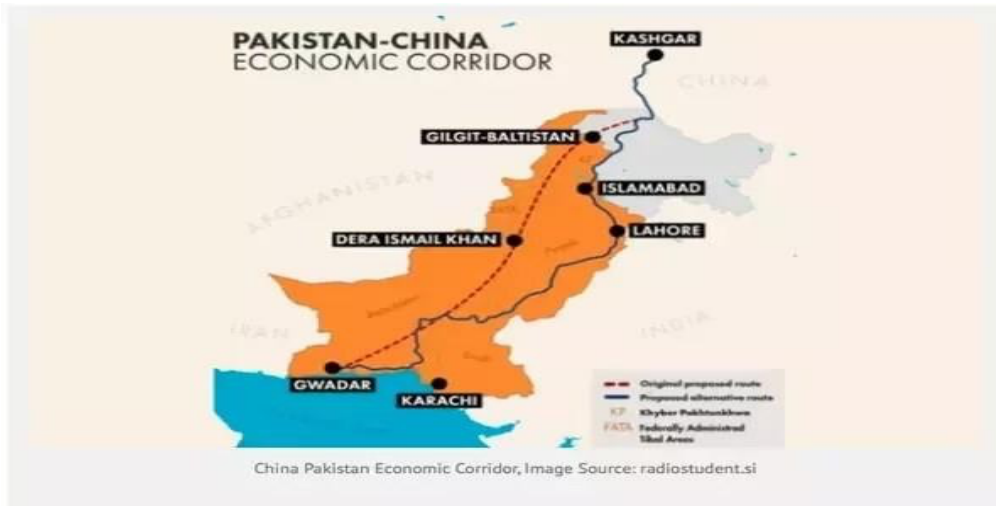 PAKISTAN-CHINA
ECONOMIC CORRIDOR
KASHGAR
CHINA
GILGIT-BALTISTAN
AFGHANISTAN
ISLAMABAD
LAHORE
DERA ISMAIL KHAN
IRAN
INDIA
GWADAR
KARACHI
Original proposed route
Proposed alternative route
KP Khyber Pakhtunkhwa
FATA Federally Administrad
Tibal Areas
China Pakistan Economic Corridor, Image Source: radiostudent.si